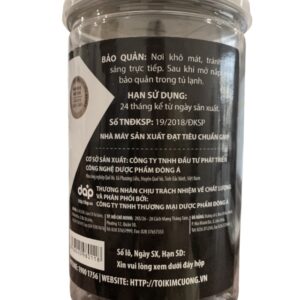 BẢO QUẢN: Nơi khô mát, tránh
sáng trực tiếp. Sau khi mở nắp
bảo quản trong tủ lạnh.
HẠN SỬ DỤNG:
24 tháng kể từ ngày sản xuất.
Số TNĐKSP: 19/2018/ĐKSP
NHÀ MÁY SẢN XUẤT ĐẠT TIÊU CHUẨN GMP
CƠ SỞ SẢN XUẤT: CÔNG TY TNHH ĐẦU TƯ PHÁT TRIỂN
CÔNG NGHỆ DƯỢC PHẨM ĐÔNG Á
dap
THƯƠNG NHÂN CHỊU TRÁCH NHIỆM VỀ CHẤT LƯỢNG
VÀ PHÂN PHỐI BỞI:
CÔNG TY TNHH THƯƠNG MẠI DƯỢC PHẨM ĐÔNG Á
Số lô, Ngày SX, Hạn SD:
Xin vui lòng xem dưới đáy hộp
3900 1756
HTTP://TOIKIMCUONG.VN